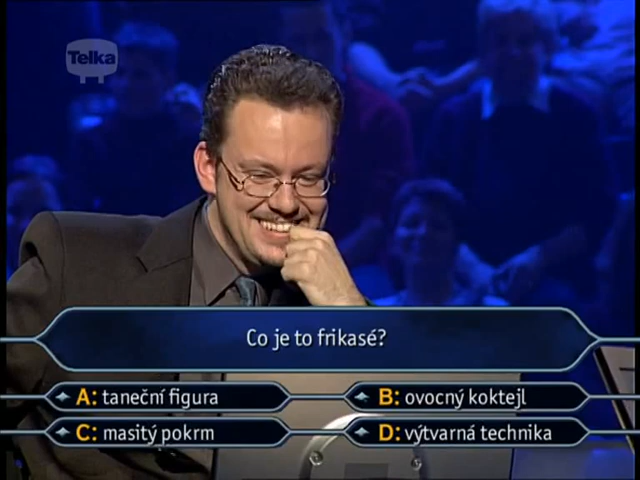 Telka
Co je to frikasé?
A: taneční figura
B: ovocný koktejl
C: masitý pokrm
D: výtvarná technika